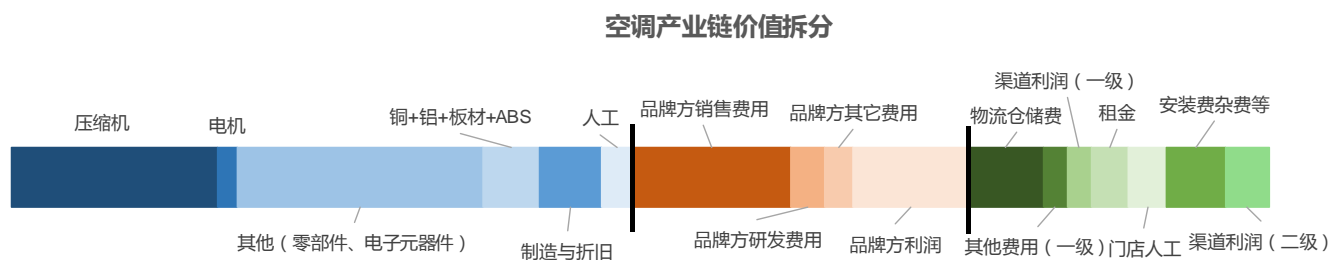 空调产业链价值拆分
压缩机
电机
铜+铝+板材+ABS
人工
品牌方销售费用
品牌方其它费用
物流仓储费
渠道利润（一级）
租金
安装费杂费等
其他（零部件、电子元器件）
制造与折旧
品牌方研发费用
品牌方利润
其他费用（一级）
门店人工
渠道利润（二级）